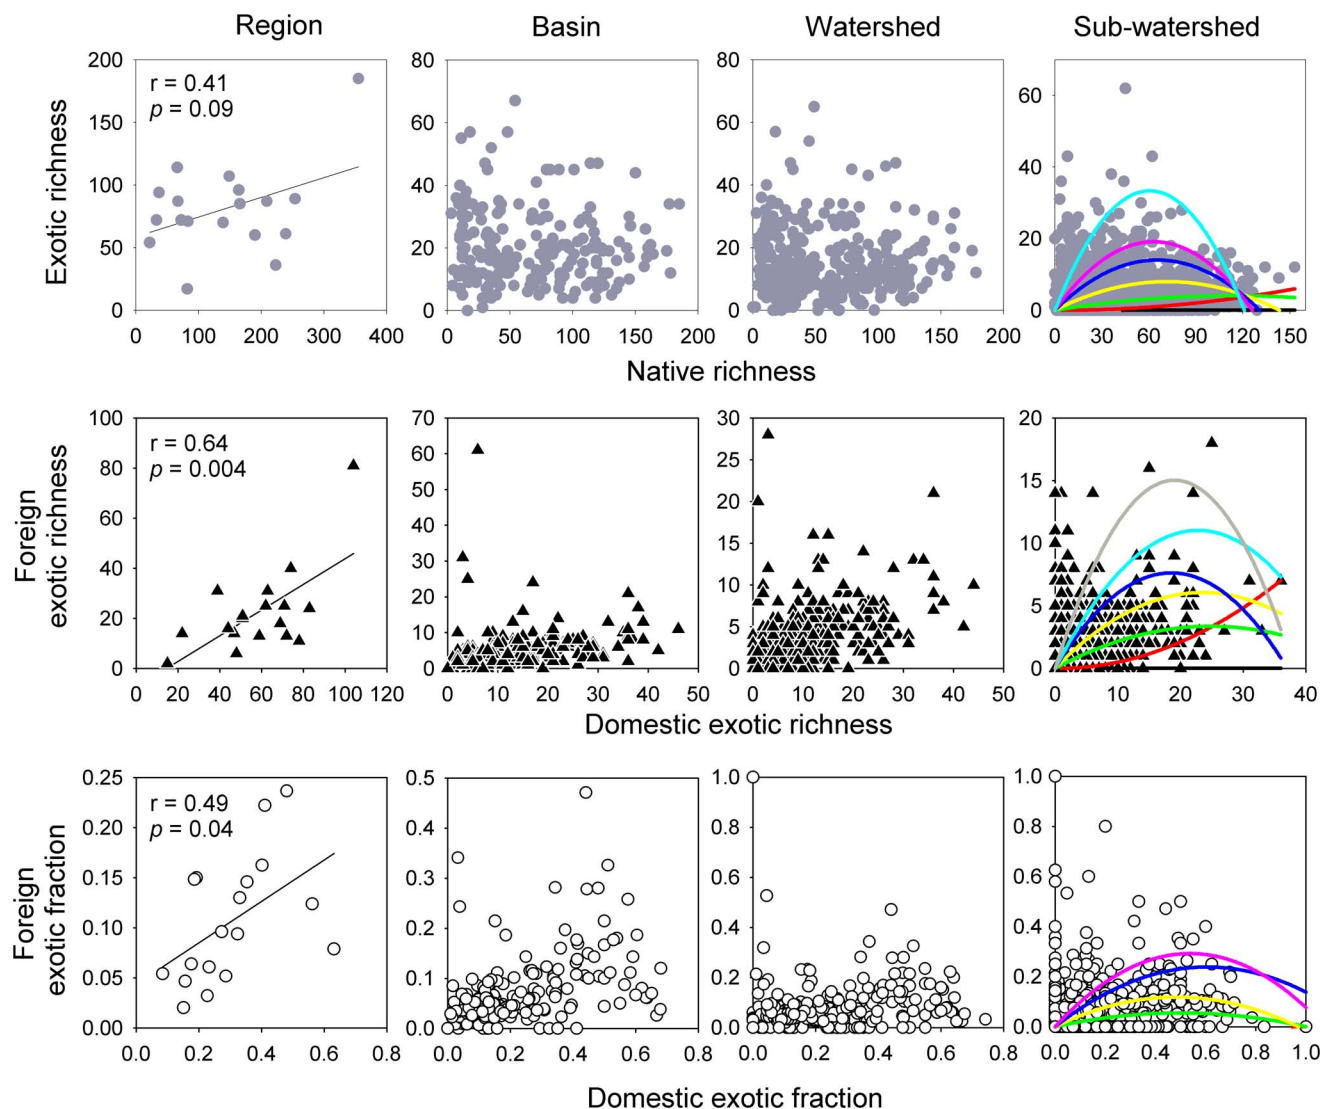 Region Basin Watershed Sub-watershed
Exotic richness
r = 0.41
p = 0.09
200
150
100
50
0
0 100 200 300 400
80
60
40
20
0
0 50 100 150 200
80
60
40
20
0
0 50 100 150 200
60
40
20
0
0 30 60 90 120 150
Native richness
Foreign
exotic richness
r = 0.64
p = 0.004
100
80
60
40
20
0
0 20 40 60 80 100 120
70
60
50
40
30
20
10
0
0 10 20 30 40 50
30
25
20
15
10
5
0
0 10 20 30 40 50
20
15
10
5
0
0 10 20 30 40
Domestic exotic richness
Foreign
exotic fraction
r = 0.49
p = 0.04
0.25
0.20
0.15
0.10
0.05
0.00
0.0 0.2 0.4 0.6 0.8
0.5
0.4
0.3
0.2
0.1
0.0
0.0 0.2 0.4 0.6 0.8
1.0
0.8
0.6
0.4
0.2
0.0
0.0 0.2 0.4 0.6 0.8
1.0
0.8
0.6
0.4
0.2
0.0
0.0 0.2 0.4 0.6 0.8 1.0
Domestic exotic fraction